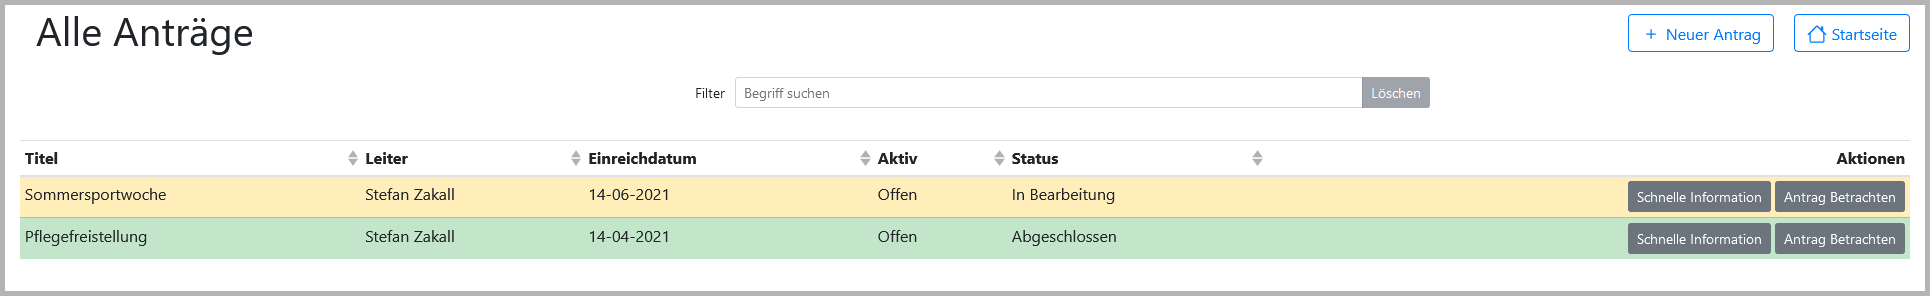 Alle Anträge
+ Neuer Antrag
Startseite
Filter
Begriff suchen
Löschen
Titel Leiter Einreichdatum Aktiv Status Aktionen
Sommersportwoche Stefan Zakall 14-06-2021 Offen In Bearbeitung Schnelle Information Antrag Betrachten
Pflegefreistellung Stefan Zakall 14-04-2021 Offen Abgeschlossen Schnelle Information Antrag Betrachten